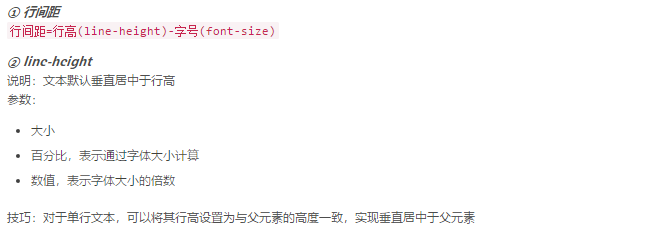 ① 行间距
行间距=行高(line-height)-字号(font-size)
② line-height
说明：文本默认垂直居中于行高
参数：
大小
百分比，表示通过字体大小计算
数值，表示字体大小的倍数
技巧：对于单行文本，可以将其行高设置为与父元素的高度一致，实现垂直居中于父元素